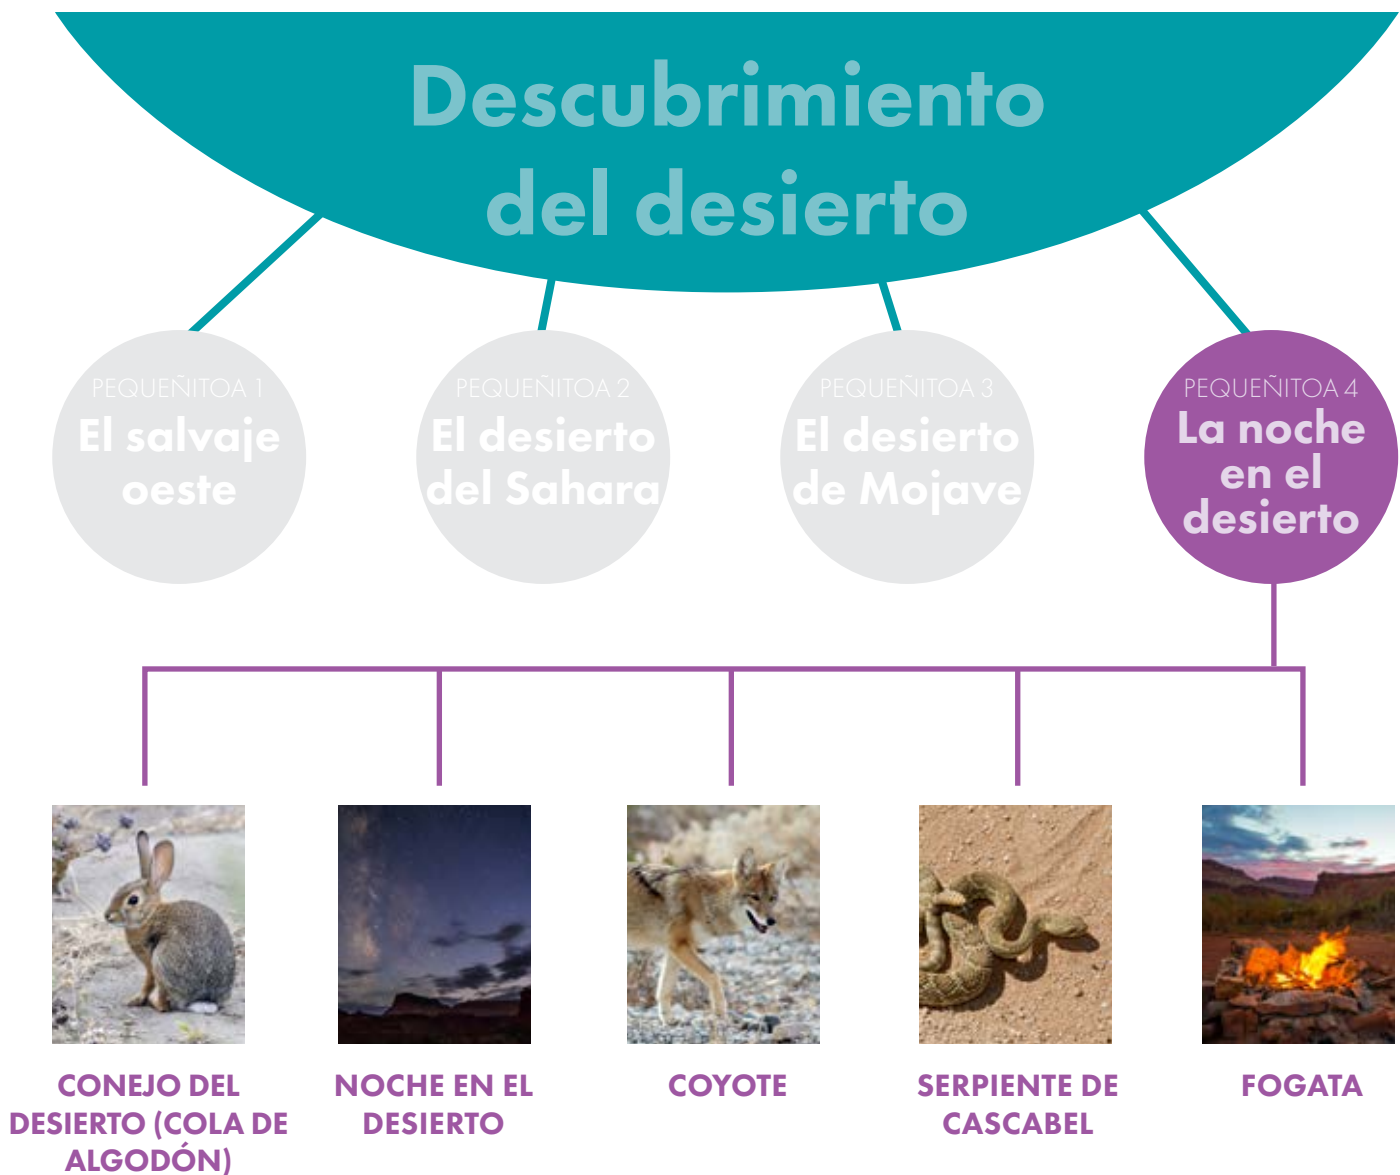 Descubrimiento
del desierto
PEQUEÑITOA 1
El salvaje
oeste
PEQUEÑITOA 2
El desierto
del Sahara
PEQUEÑITOA 3
El desierto
de Mojave
PEQUEÑITOA 4
La noche
en el
desierto
CONEJO DEL
DESIERTO (COLA DE
ALGODÓN)
NOCHE EN EL
DESIERTO
COYOTE
SERPIENTE DE
CASCABEL
FOGATA